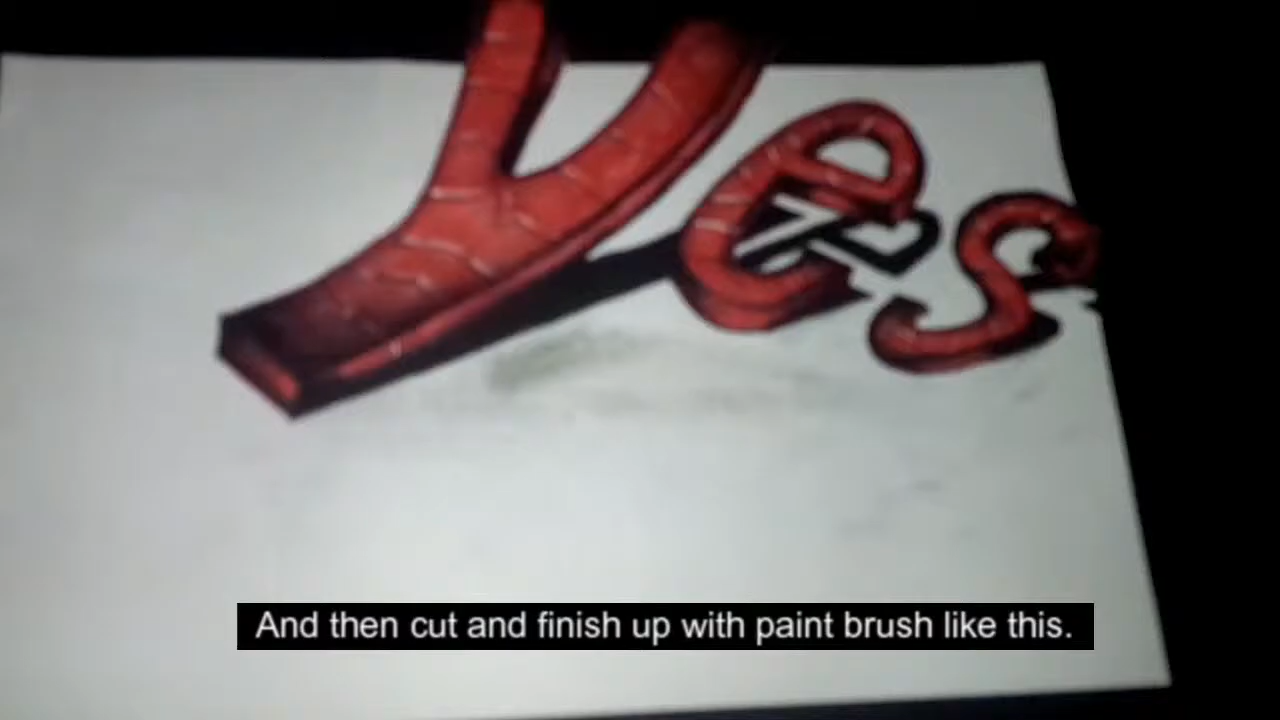 yes
And then cut and finish up with paint brush like this.